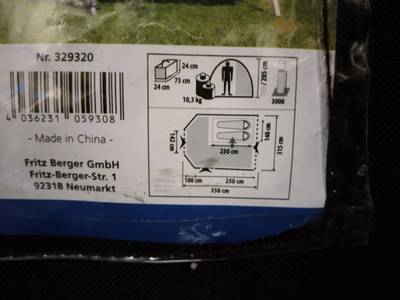 Nr. 329320
4 036231 059308
- Made in China -
Fritz Berger GmbH
Fritz-Berger-Str. 1
92318 Neumarkt
24 cm
73 cm
24 cm
10,3 kg
205 cm
3000
142 cm
230 cm
140 cm
315 cm
100 cm
250 cm
350 cm